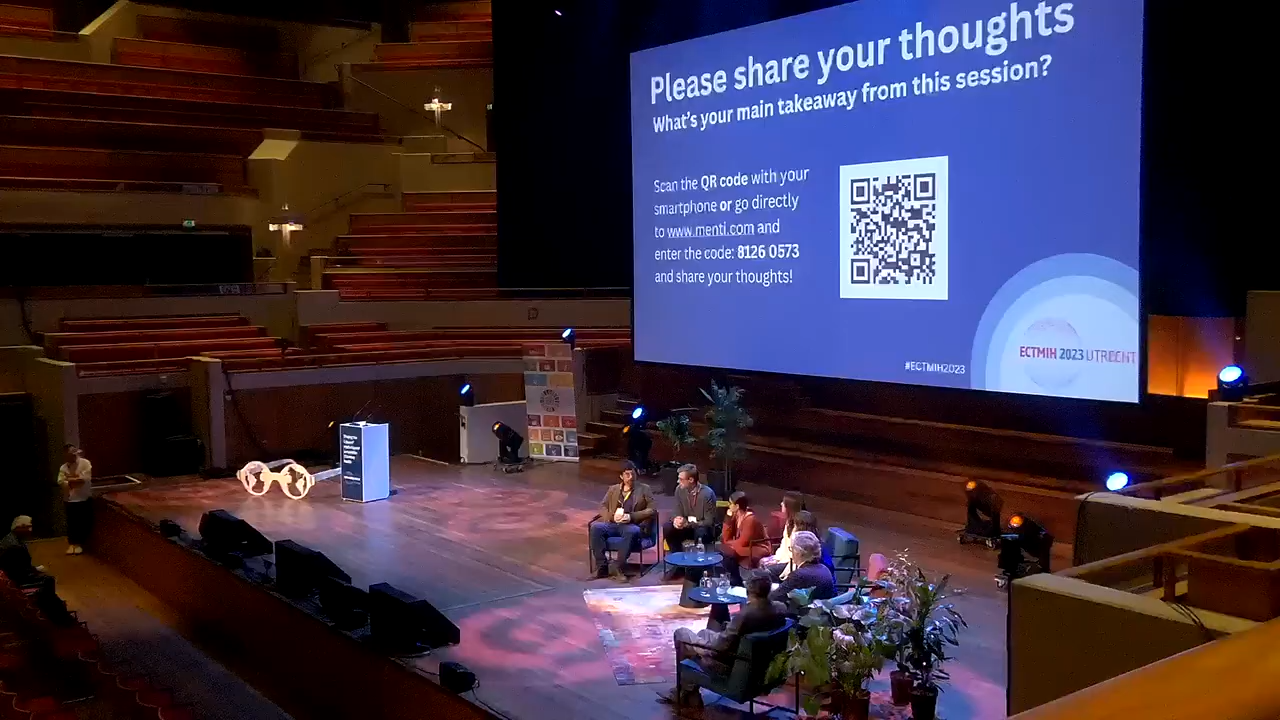 Please share your thoughts
What's your main takeaway from this session?
Scan the QR code with your
smartphone or go directly
to www.menti.com and
enter the code: 8126 0573
and share your thoughts!
#ECTMIH2023
ECTMIH 2023 UTRECHT